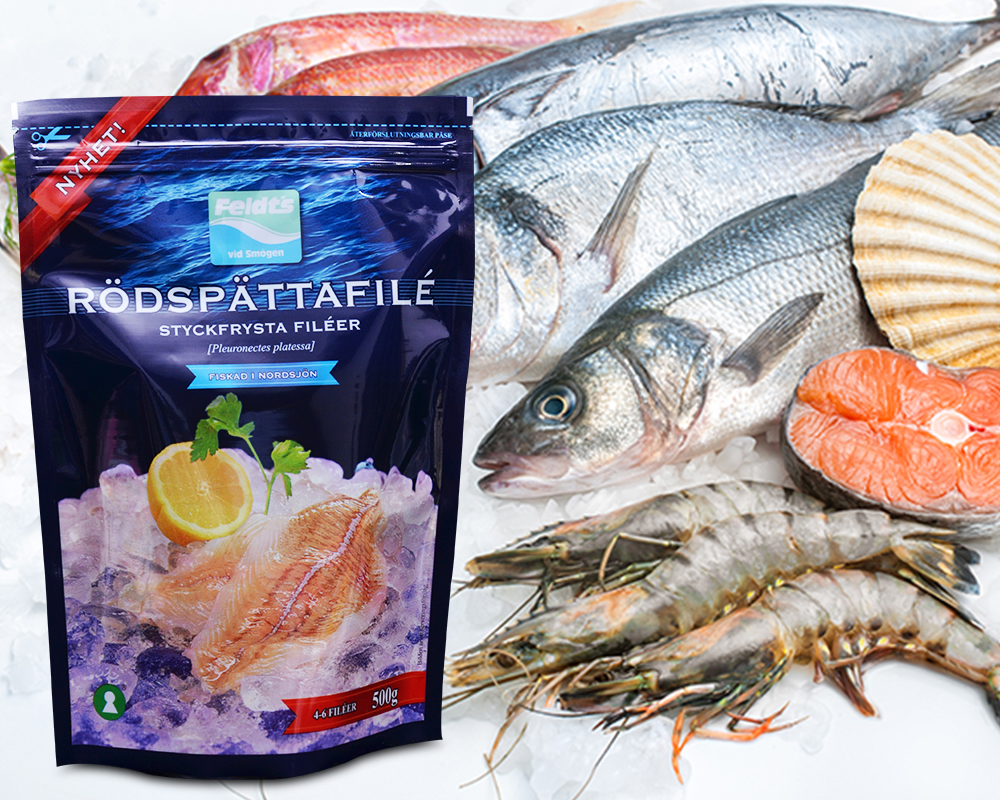 ÅTERFÖRSLUTNINGSBAR PÅSE
NYHET!
Feldts
vid Smögen
RÖDSPÄTTAFILÉ
STYCKFRYSTA FILÉER
[Pleuronectes platessa]
FISKAD I NORDSJÖN
4-6 FILÉER 500g